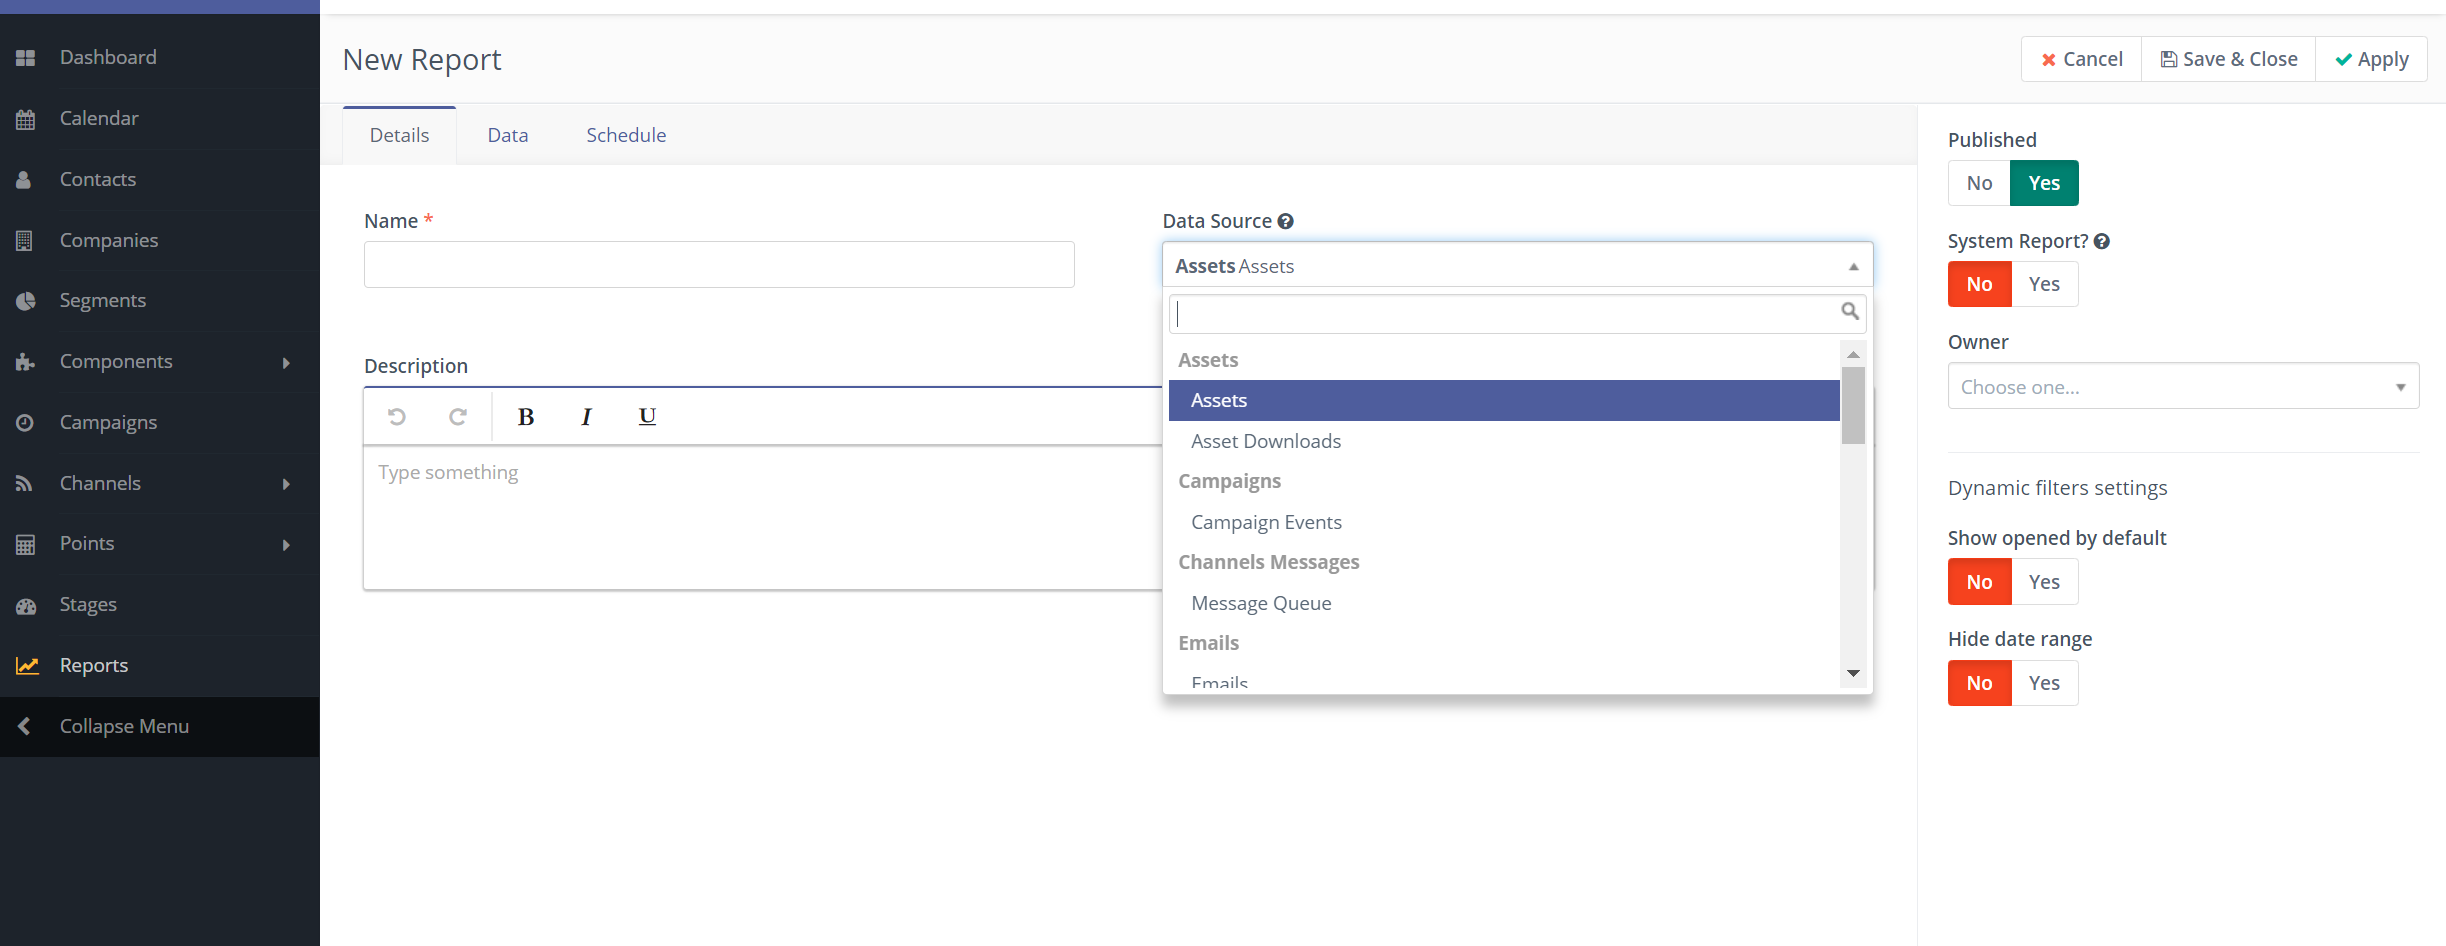 Dashboard
Calendar
Contacts
Companies
Segments
Components
Campaigns
Channels
Points
Stages
Reports
Collapse Menu
New Report
Cancel
Save & Close
Apply
Details
Data
Schedule
Name *
Data Source
Assets Assets
Assets
Assets
Asset Downloads
Campaigns
Campaign Events
Channels Messages
Message Queue
Emails
Emails
Description
B I U
Type something
Published
No Yes
System Report?
No Yes
Owner
Choose one...
Dynamic filters settings
Show opened by default
No Yes
Hide date range
No Yes